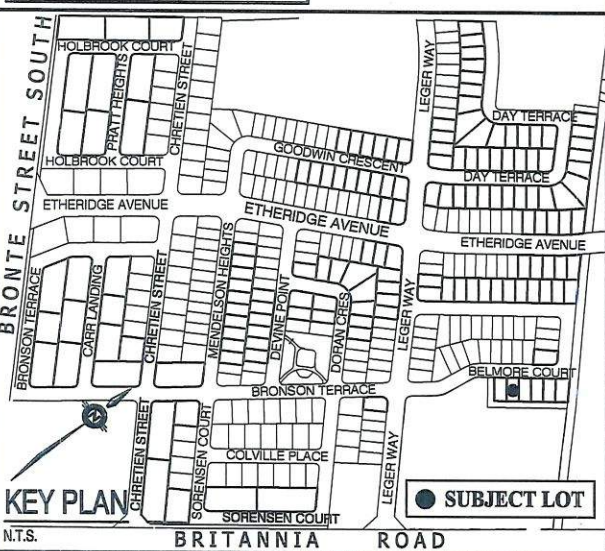 HOLBROOK COURT
PRATT HEIGHTS
CHRETIEN STREET
BRONTE STREET SOUTH
HOLBROOK COURT
LEGER WAY
DAY TERRACE
GOODWIN CRESCENT
DAY TERRACE
ETHERIDGE AVENUE
ETHERIDGE AVENUE
ETHERIDGE AVENUE
BRONSON TERRACE
CARR LANDING
CHRETIEN STREET
MENDELSON HEIGHTS
DEVINE POINT
DORAN CRES
LEGER WAY
BELMORE COURT
BRONSON TERRACE
N
CHRETIEN STREET
SORENSEN COURT
COLVILLE PLACE
LEGER WAY
KEY PLAN
SUBJECT LOT
SORENSEN COURT
N.T.S.
BRITANNIA ROAD